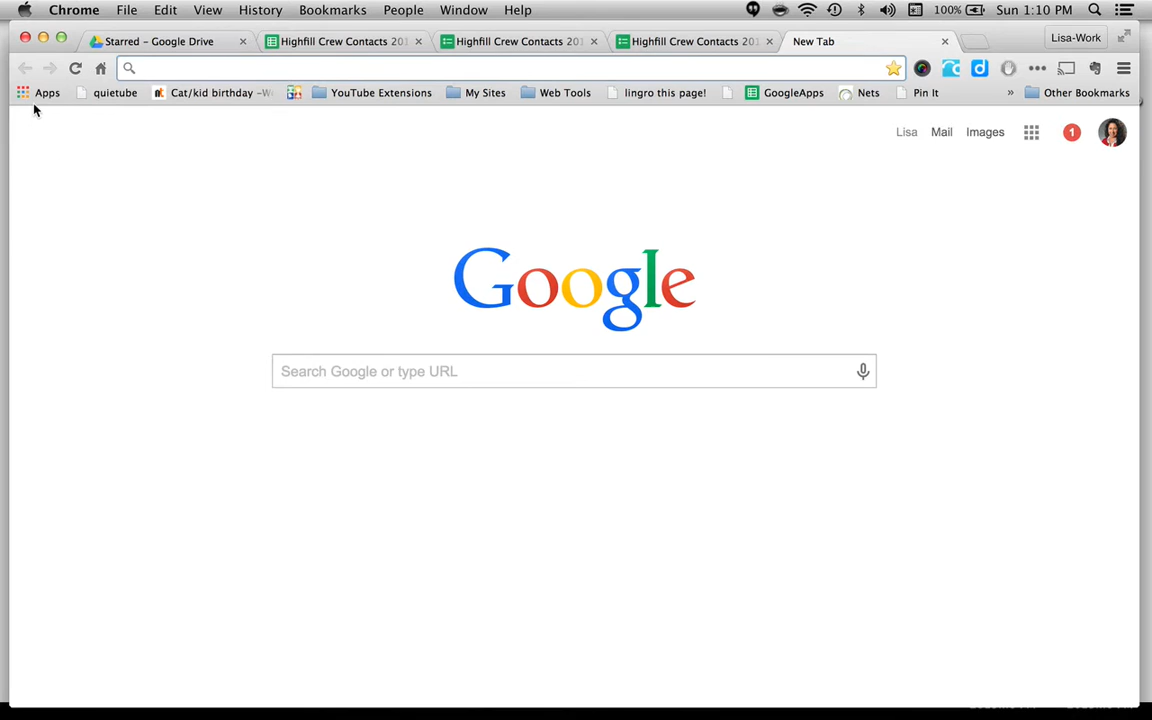 Chrome File Edit View History Bookmarks People Window Help 100% Sun 1:10 PM
Starred – Google Drive Highfill Crew Contacts 201 Highfill Crew Contacts 201 Highfill Crew Contacts 201 New Tab Lisa-Work
Apps quietube Cat/kid birthday –W YouTube Extensions My Sites Web Tools lingro this page! GoogleApps Nets Pin It » Other Bookmarks
Lisa Mail Images 1
Google
Search Google or type URL